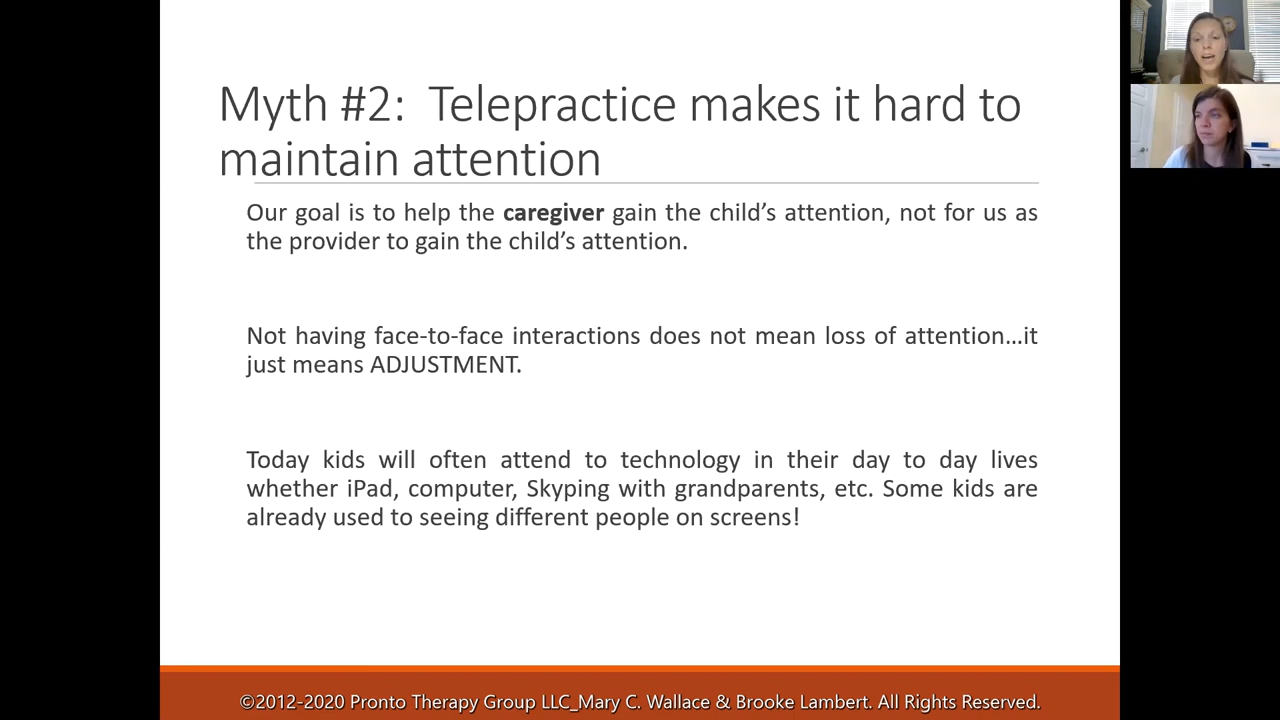 Myth #2:  Telepractice makes it hard to
maintain attention
Our goal is to help the caregiver gain the child’s attention, not for us as
the provider to gain the child’s attention.
Not having face-to-face interactions does not mean loss of attention…it
just means ADJUSTMENT.
Today kids will often attend to technology in their day to day lives
whether iPad, computer, Skyping with grandparents, etc. Some kids are
already used to seeing different people on screens!
©2012-2020 Pronto Therapy Group LLC_Mary C. Wallace & Brooke Lambert. All Rights Reserved.